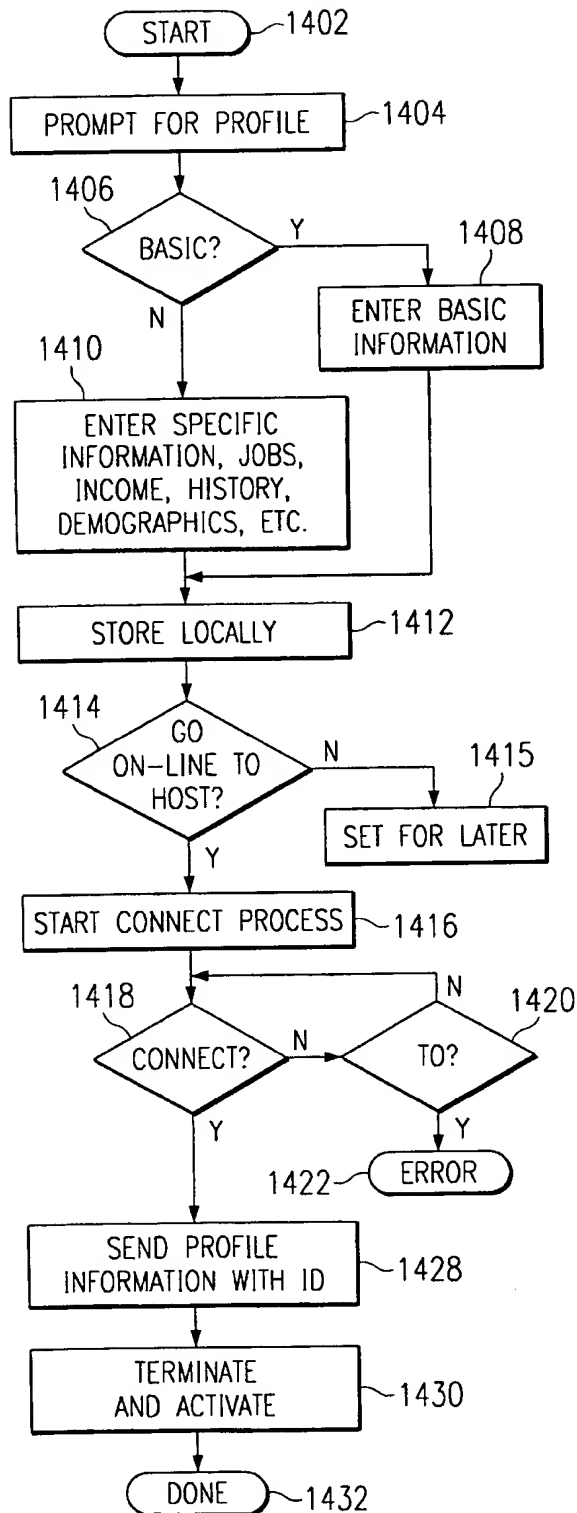 START
1402
PROMPT FOR PROFILE
1404
1406
BASIC?
Y
N
1408
ENTER BASIC
INFORMATION
1410
ENTER SPECIFIC
INFORMATION, JOBS,
INCOME, HISTORY,
DEMOGRAPHICS, ETC.
STORE LOCALLY
1412
1414
GO
ON-LINE TO
HOST?
N
Y
1415
SET FOR LATER
START CONNECT PROCESS
1416
1418
CONNECT?
N
Y
1420
TO?
N
Y
1422
ERROR
SEND PROFILE
INFORMATION WITH ID
1428
TERMINATE
AND ACTIVATE
1430
DONE
1432